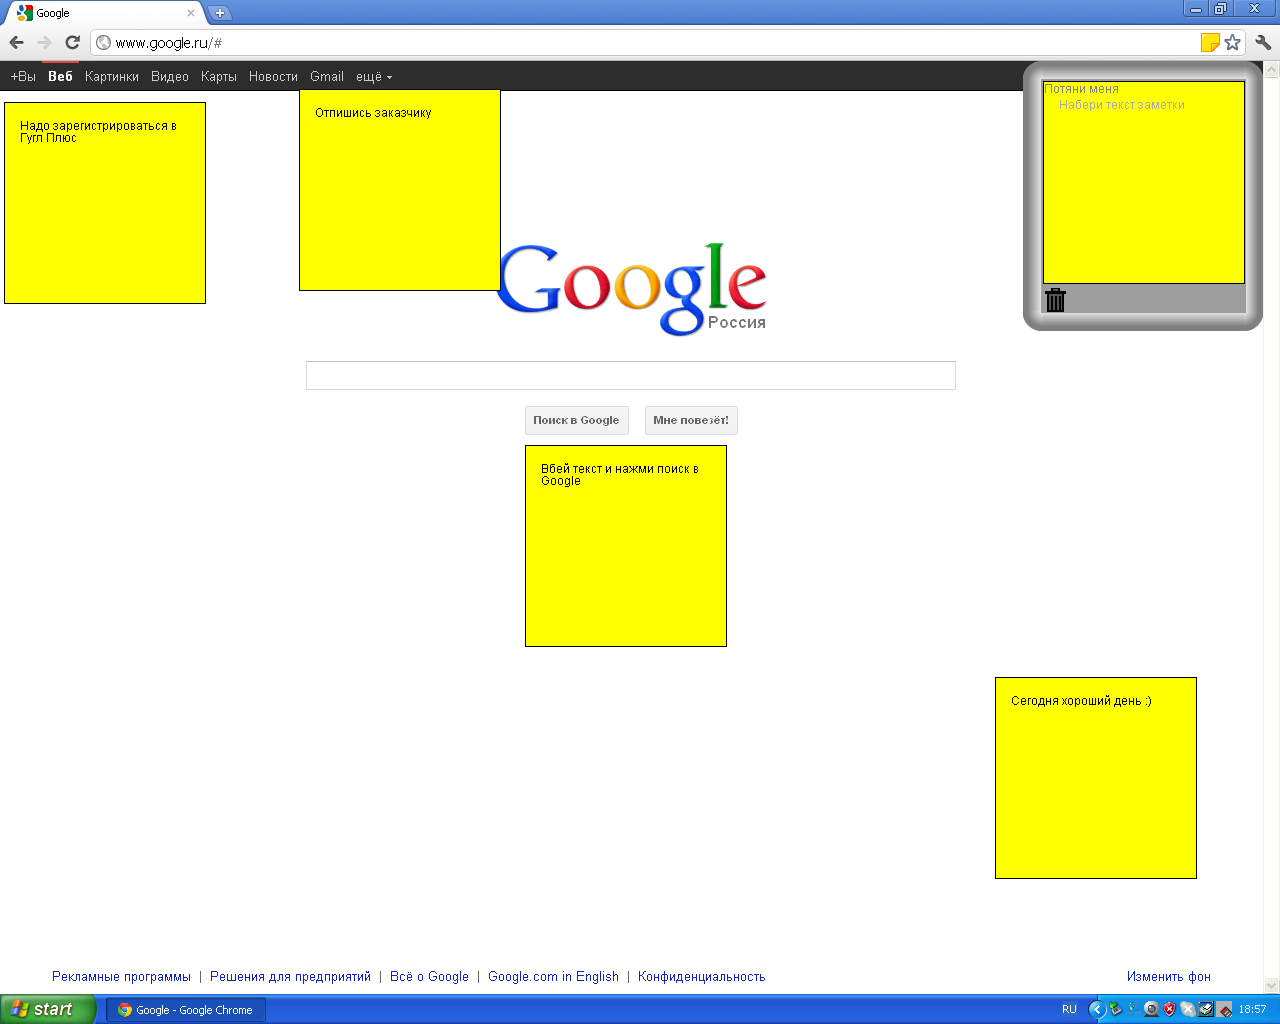 Google
www.google.ru/#
+Вы Веб Картинки Видео Карты Новости Gmail ещё
Надо зарегистрироваться в
Гугл Плюс
Отпишись заказчику
Потяни меня
Набери текст заметки
Google
Россия
Поиск в Google Мне повезёт!
Вбей текст и нажми поиск в
Google
Сегодня хороший день :)
Рекламные программы | Решения для предприятий | Всё о Google | Google.com in English | Конфиденциальность Изменить фон
start Google - Google Chrome RU 18:57